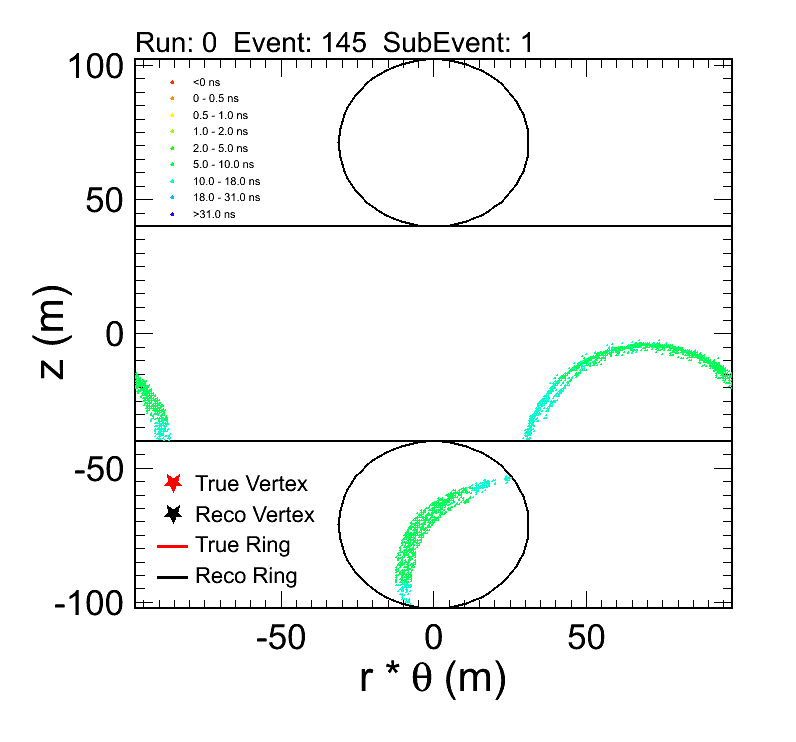 Run: 0 Event: 145 SubEvent: 1
100
<0 ns
0 - 0.5 ns
0.5 - 1.0 ns
1.0 - 2.0 ns
2.0 - 5.0 ns
5.0 - 10.0 ns
10.0 - 18.0 ns
18.0 - 31.0 ns
>31.0 ns
50
0
z (m)
-50
-100
True Vertex
Reco Vertex
True Ring
Reco Ring
-50 0 50
r * θ (m)